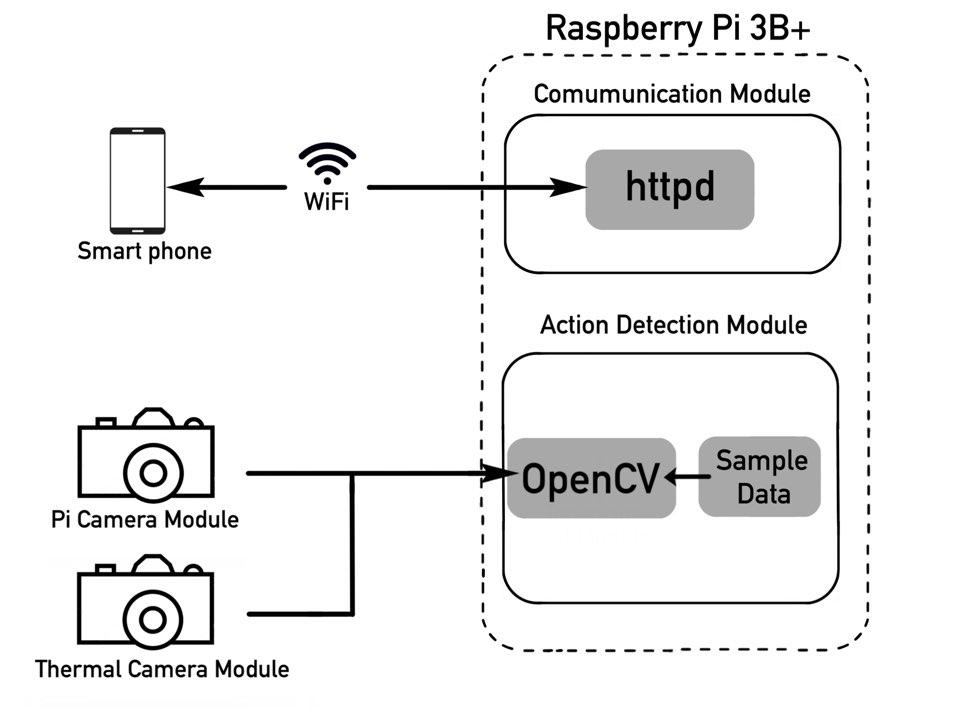 Raspberry Pi 3B+
Comumunication Module
httpd
WiFi
Smart phone
Action Detection Module
OpenCV
Sample
Data
Pi Camera Module
Thermal Camera Module